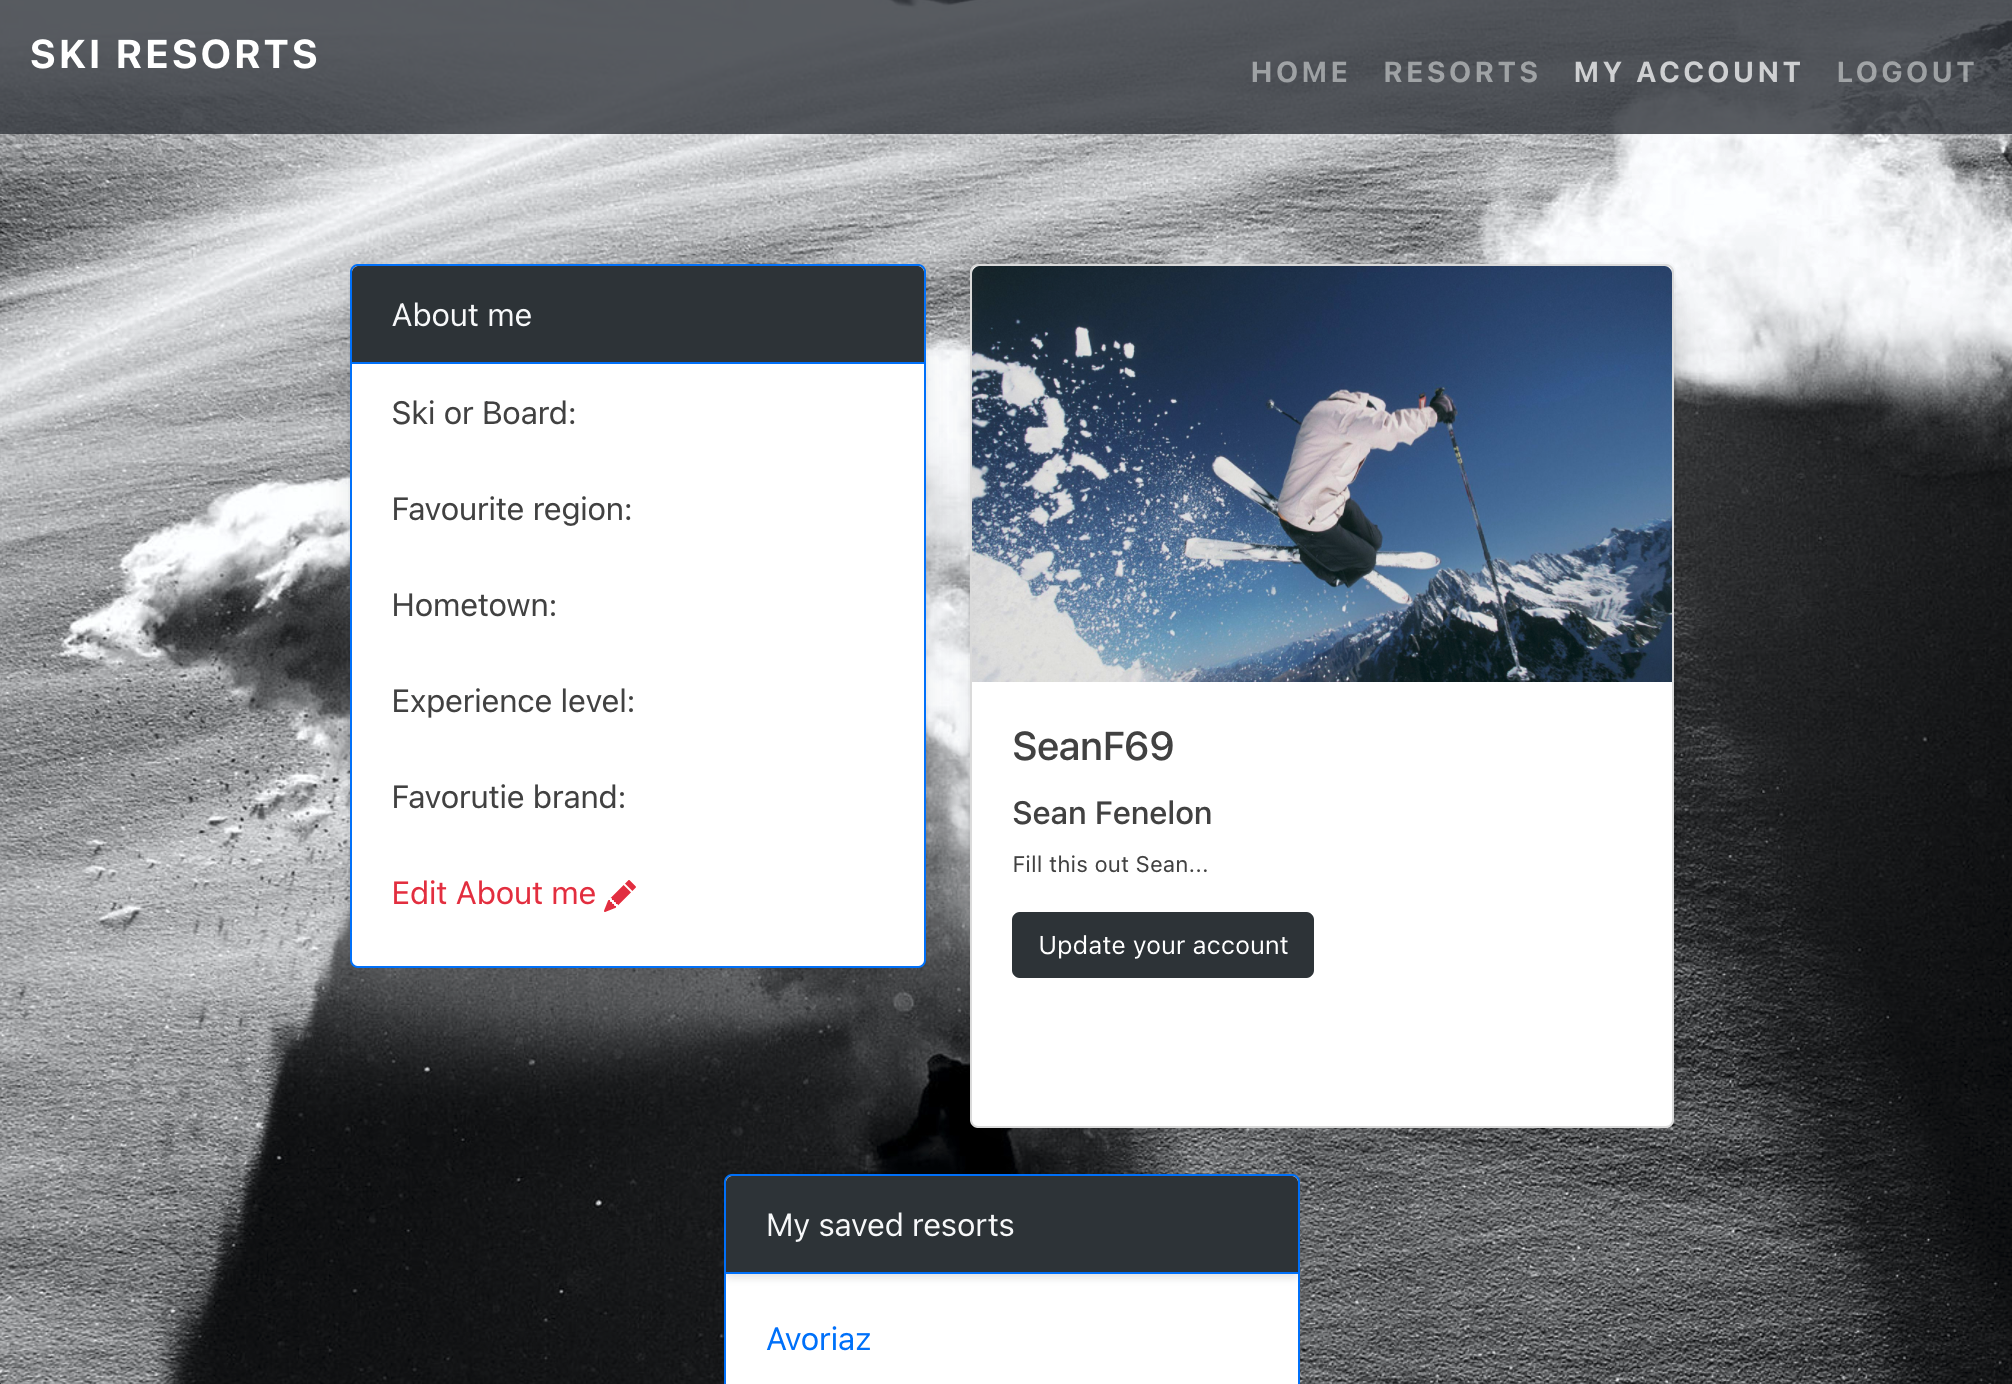 SKI RESORTS
HOME RESORTS MY ACCOUNT LOGOUT
About me
Ski or Board:
Favourite region:
Hometown:
Experience level:
Favorutie brand:
Edit About me
SeanF69
Sean Fenelon
Fill this out Sean...
Update your account
My saved resorts
Avoriaz